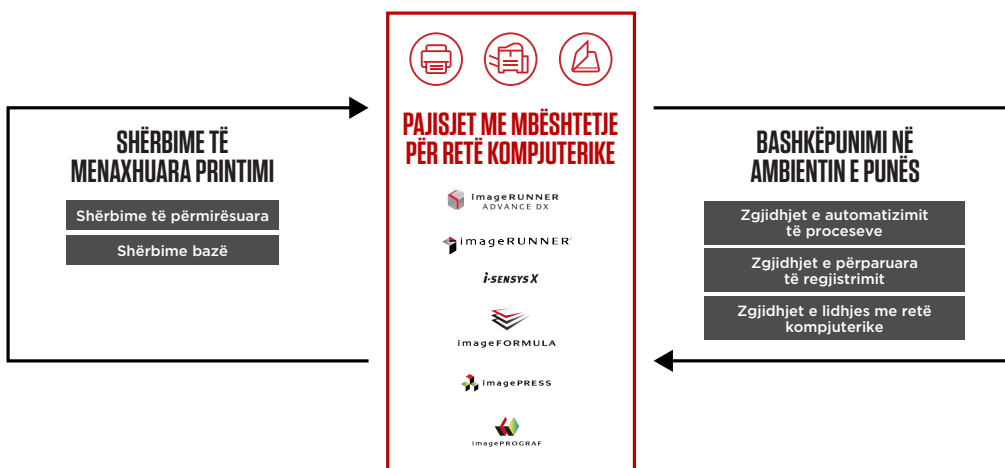 SHËRBIME TË
MENAXHUARA PRINTIMI
Shërbime të përmirësuara
Shërbime bazë
PAJISJET ME MBËSHTETJE
PËR RETË KOMPJUTERIKE
imageRUNNER
ADVANCE DX
imageRUNNER
i-SENSYS X
imageFORMULA
imagePRESS
imagePROGRAF
BASHKËPUNIMI NË
AMBIENTIN E PUNËS
Zgjidhjet e automatizimit
të proceseve
Zgjidhjet e përparuara
të regjistrimit
Zgjidhjet e lidhjes me retë
kompjuterike